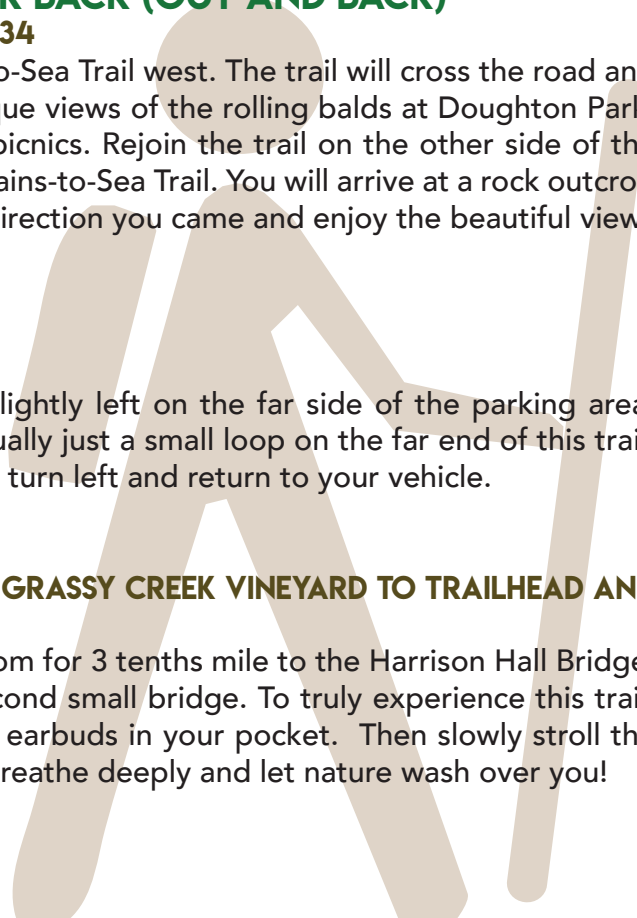 K BACK (OUT AND BACK)
34
o-Sea Trail west. The trail will cross the road an
que views of the rolling balds at Doughton Park
picnics. Rejoin the trail on the other side of th
ains-to-Sea Trail. You will arrive at a rock outcro
irection you came and enjoy the beautiful view
lightly left on the far side of the parking area
ually just a small loop on the far end of this trai
turn left and return to your vehicle.
GRASSY CREEK VINEYARD TO TRAILHEAD AN
om for 3 tenths mile to the Harrison Hall Bridge
cond small bridge. To truly experience this trai
earbuds in your pocket. Then slowly stroll th
reathe deeply and let nature wash over you!